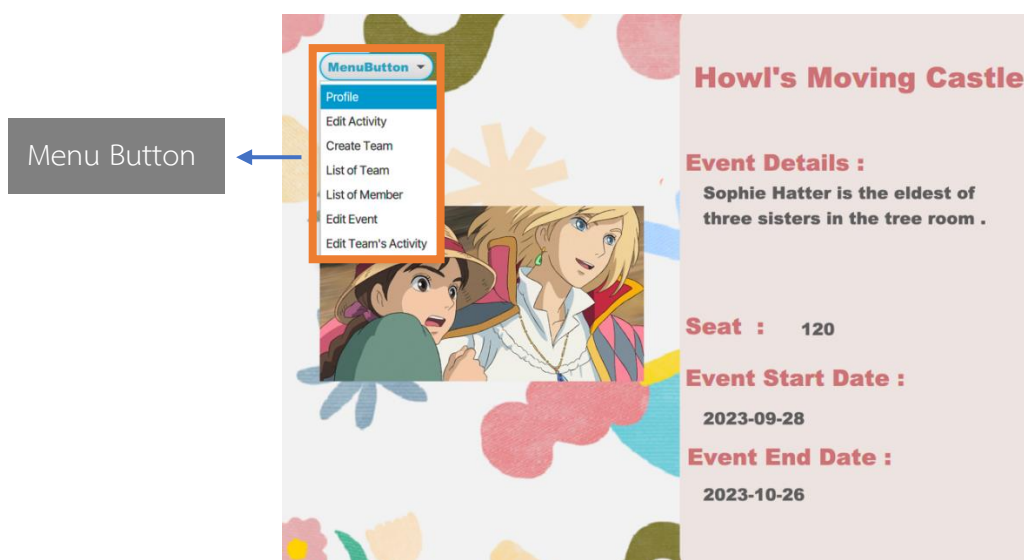 Menu Button
MenuButton
Profile
Edit Activity
Create Team
List of Team
List of Member
Edit Event
Edit Team's Activity
Howl's Moving Castle
Event Details :
Sophie Hatter is the eldest of
three sisters in the tree room .
Seat : 120
Event Start Date :
2023-09-28
Event End Date :
2023-10-26